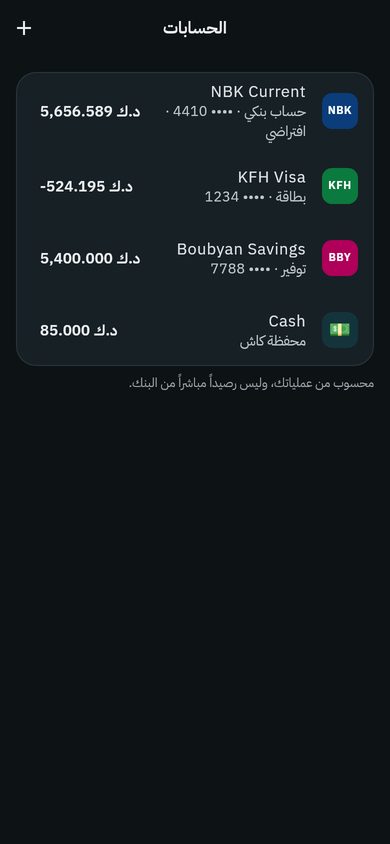 الحسابات
+
NBK
NBK Current
حساب بنكي · •••• 4410 ·
افتراضي
5,656.589 د.ك
KFH
KFH Visa
بطاقة · •••• 1234
-524.195 د.ك
BBY
Boubyan Savings
توفير · •••• 7788
5,400.000 د.ك
Cash
محفظة كاش
85.000 د.ك
محسوب من عملياتك، وليس رصيداً مباشراً من البنك.